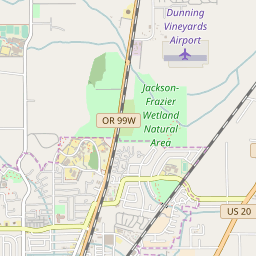 Dunning
Vineyards
Airport
Jackson-
Frazier
Wetland
Natural
Area
OR 99W
US 20